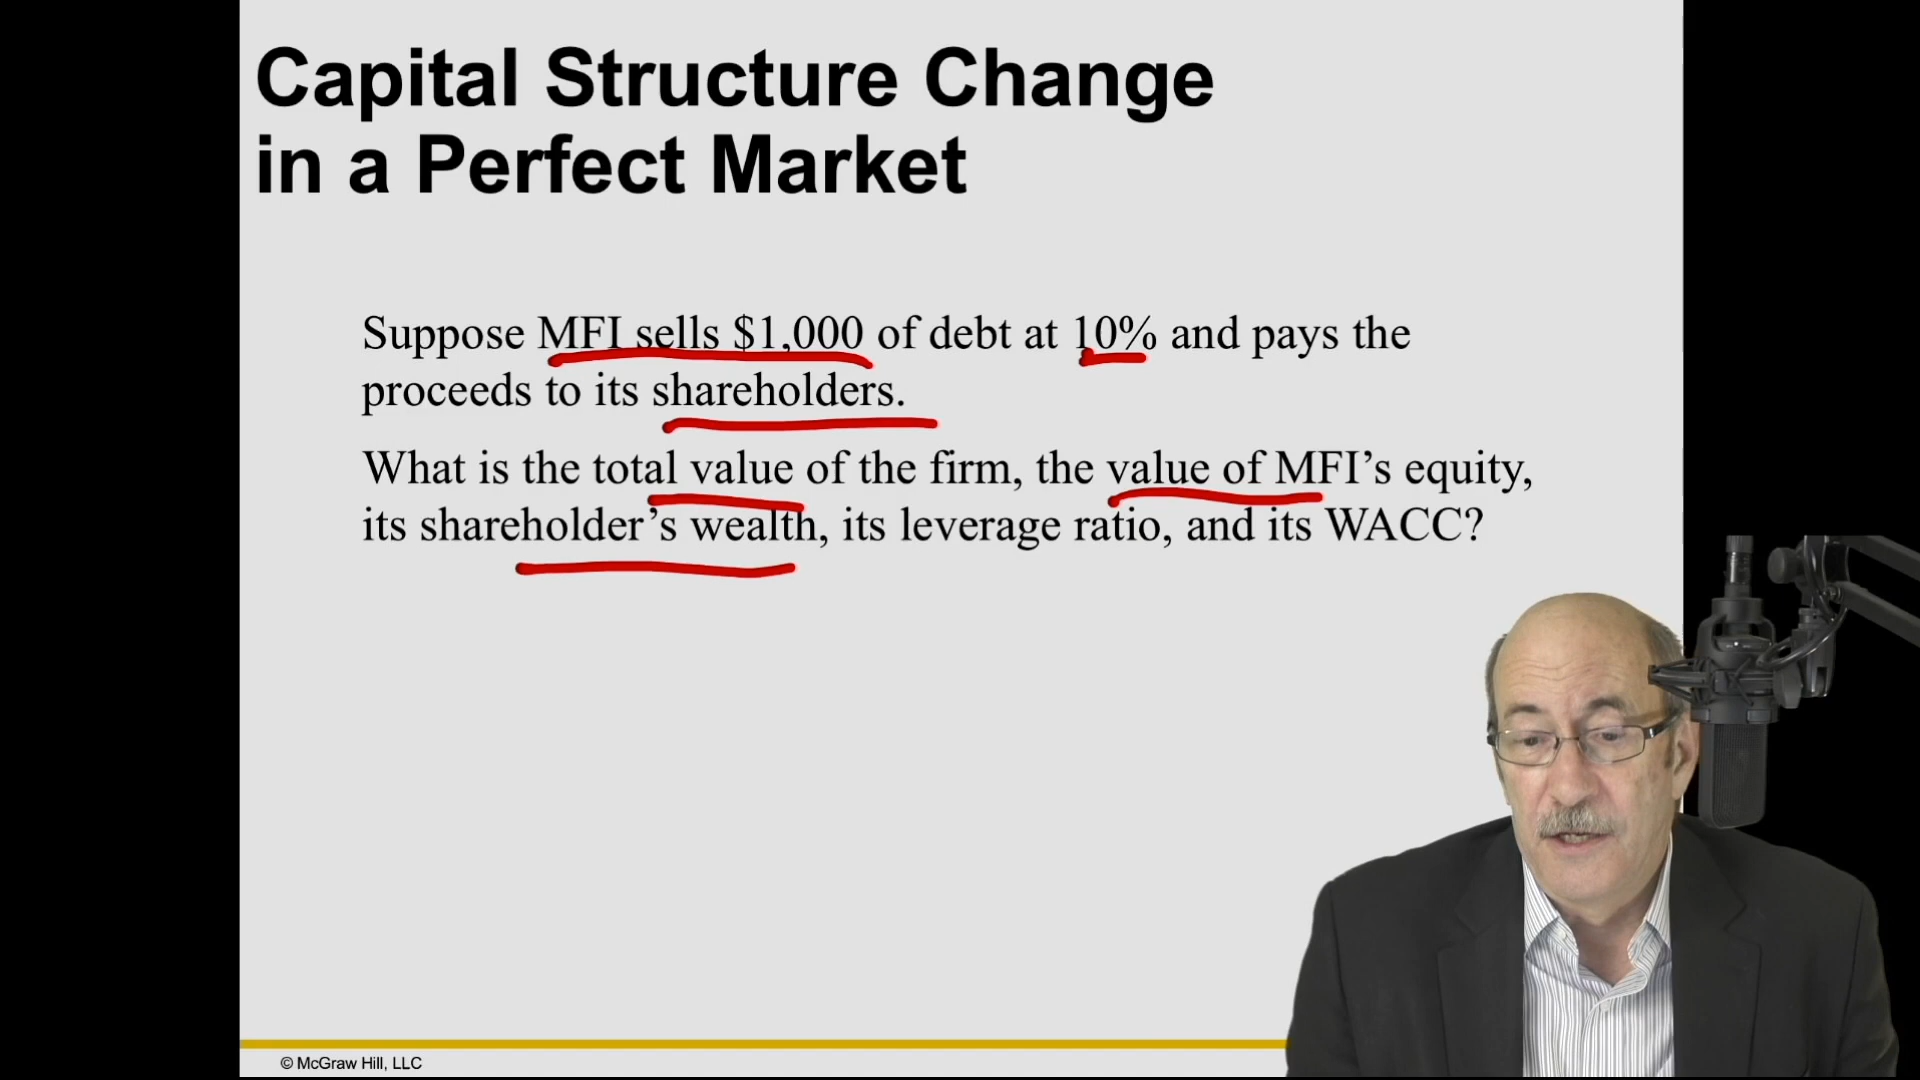 Capital Structure Change
in a Perfect Market
Suppose MFI sells $1,000 of debt at 10% and pays the
proceeds to its shareholders.
What is the total value of the firm, the value of MFI’s equity,
its shareholder’s wealth, its leverage ratio, and its WACC?
© McGraw Hill, LLC